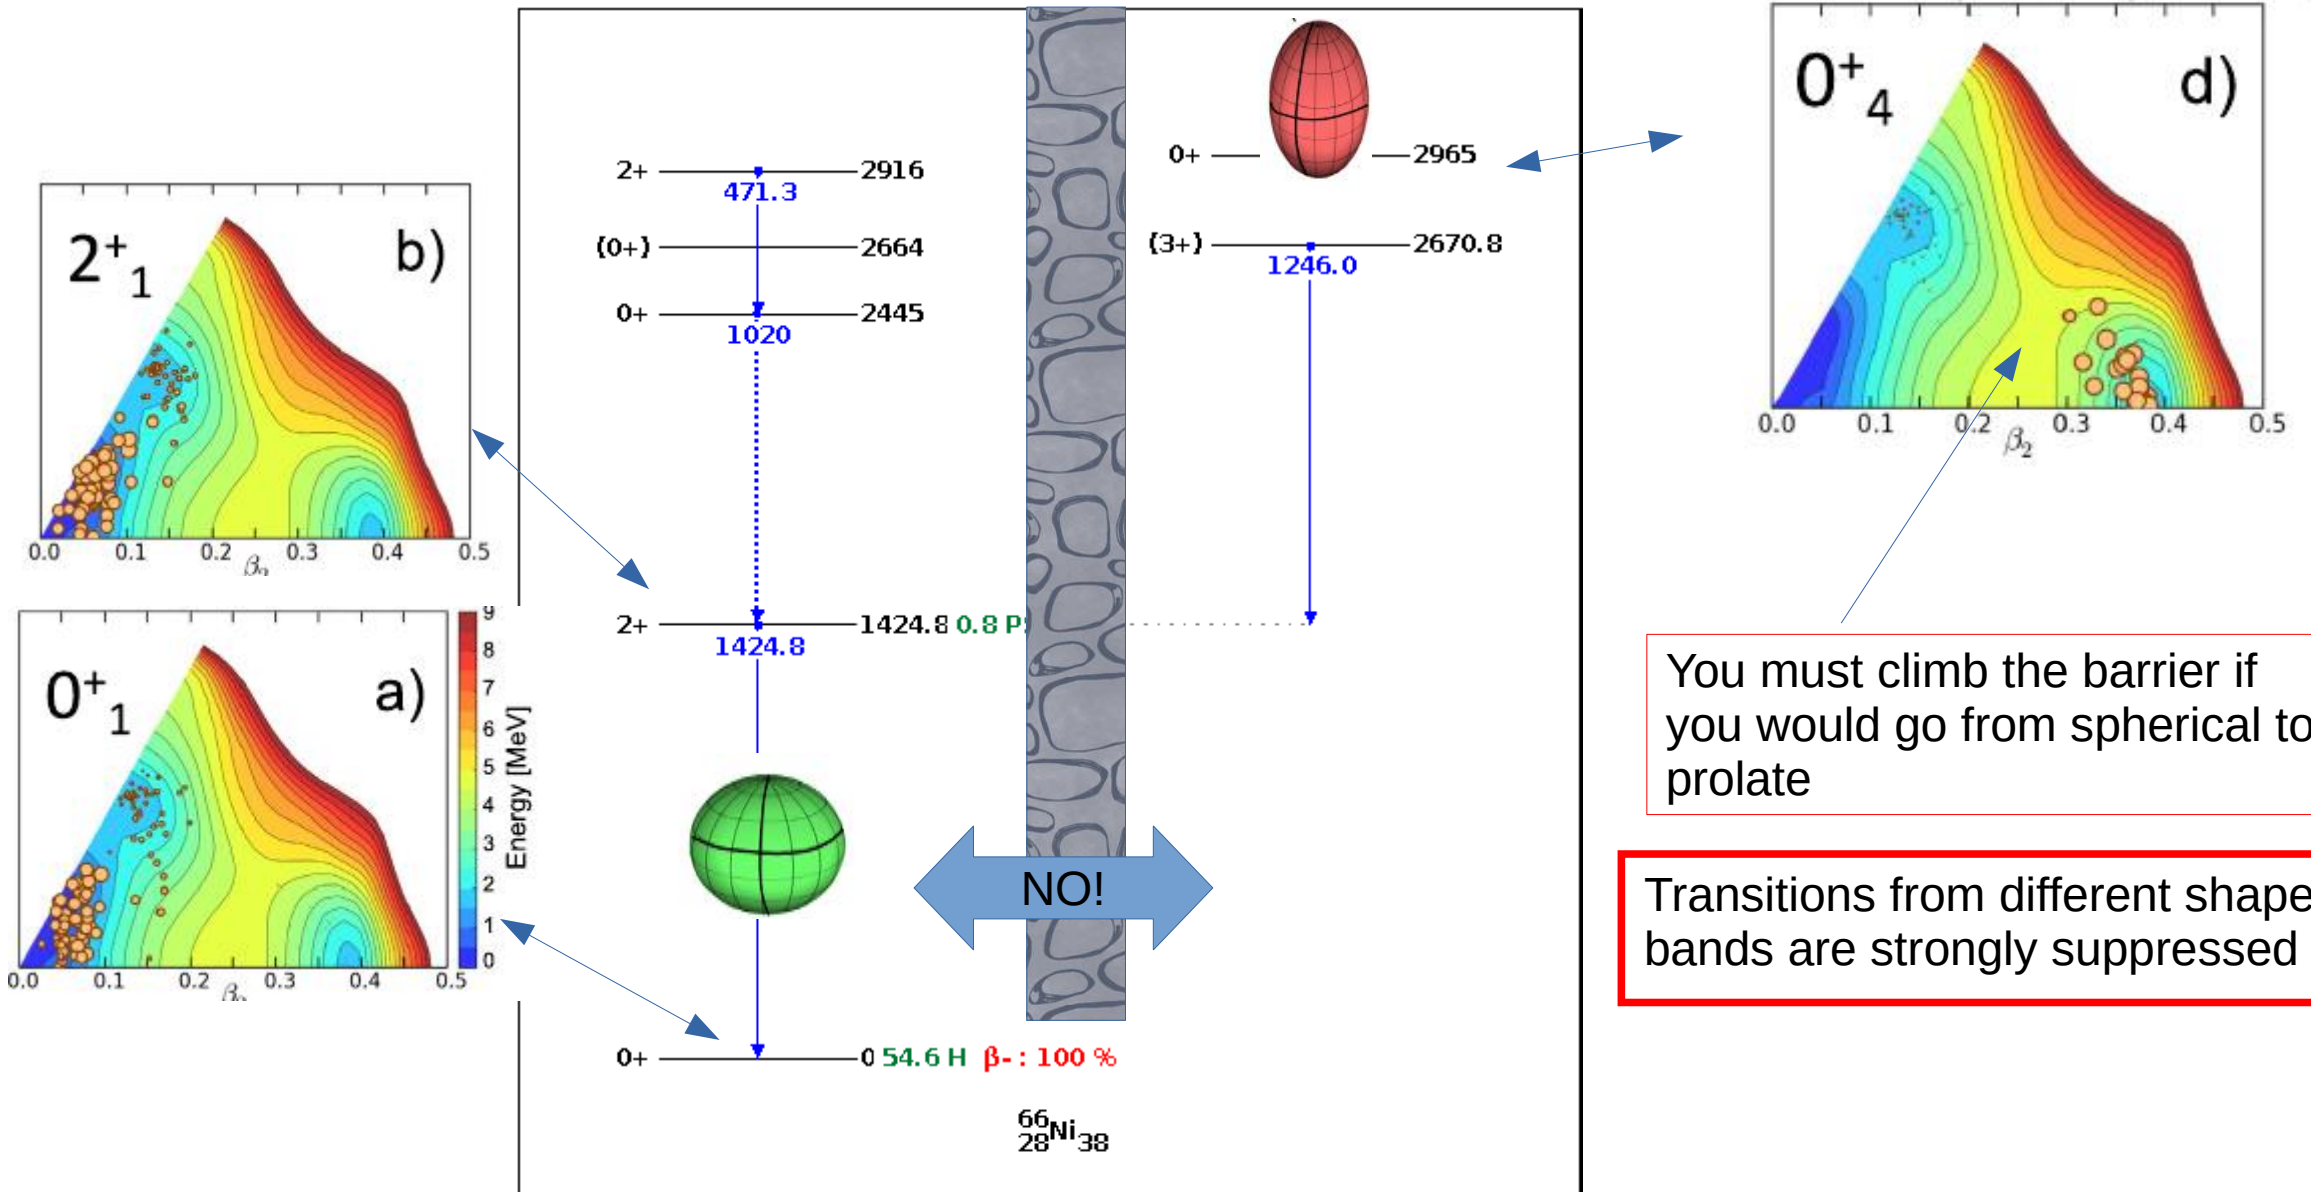 2+1 b)
0.0 0.1 0.2 0.3 0.4 0.5
β2
0+1 a)
9
8
7
6
5
4
3
2
1
0
Energy [MeV]
0.0 0.1 0.2 0.3 0.4 0.5
2+ 2916
471.3
(0+) 2664
0+ 2445
1020
2+ 1424.8 0.8 P
1424.8
0+ 0 54.6 H β- : 100 %
66 28 Ni 38
0+ 2965
(3+) 2670.8
1246.0
NO!
0+4 d)
0.0 0.1 0.2 0.3 0.4 0.5
β2
You must climb the barrier if
you would go from spherical to
prolate
Transitions from different shape
bands are strongly suppressed